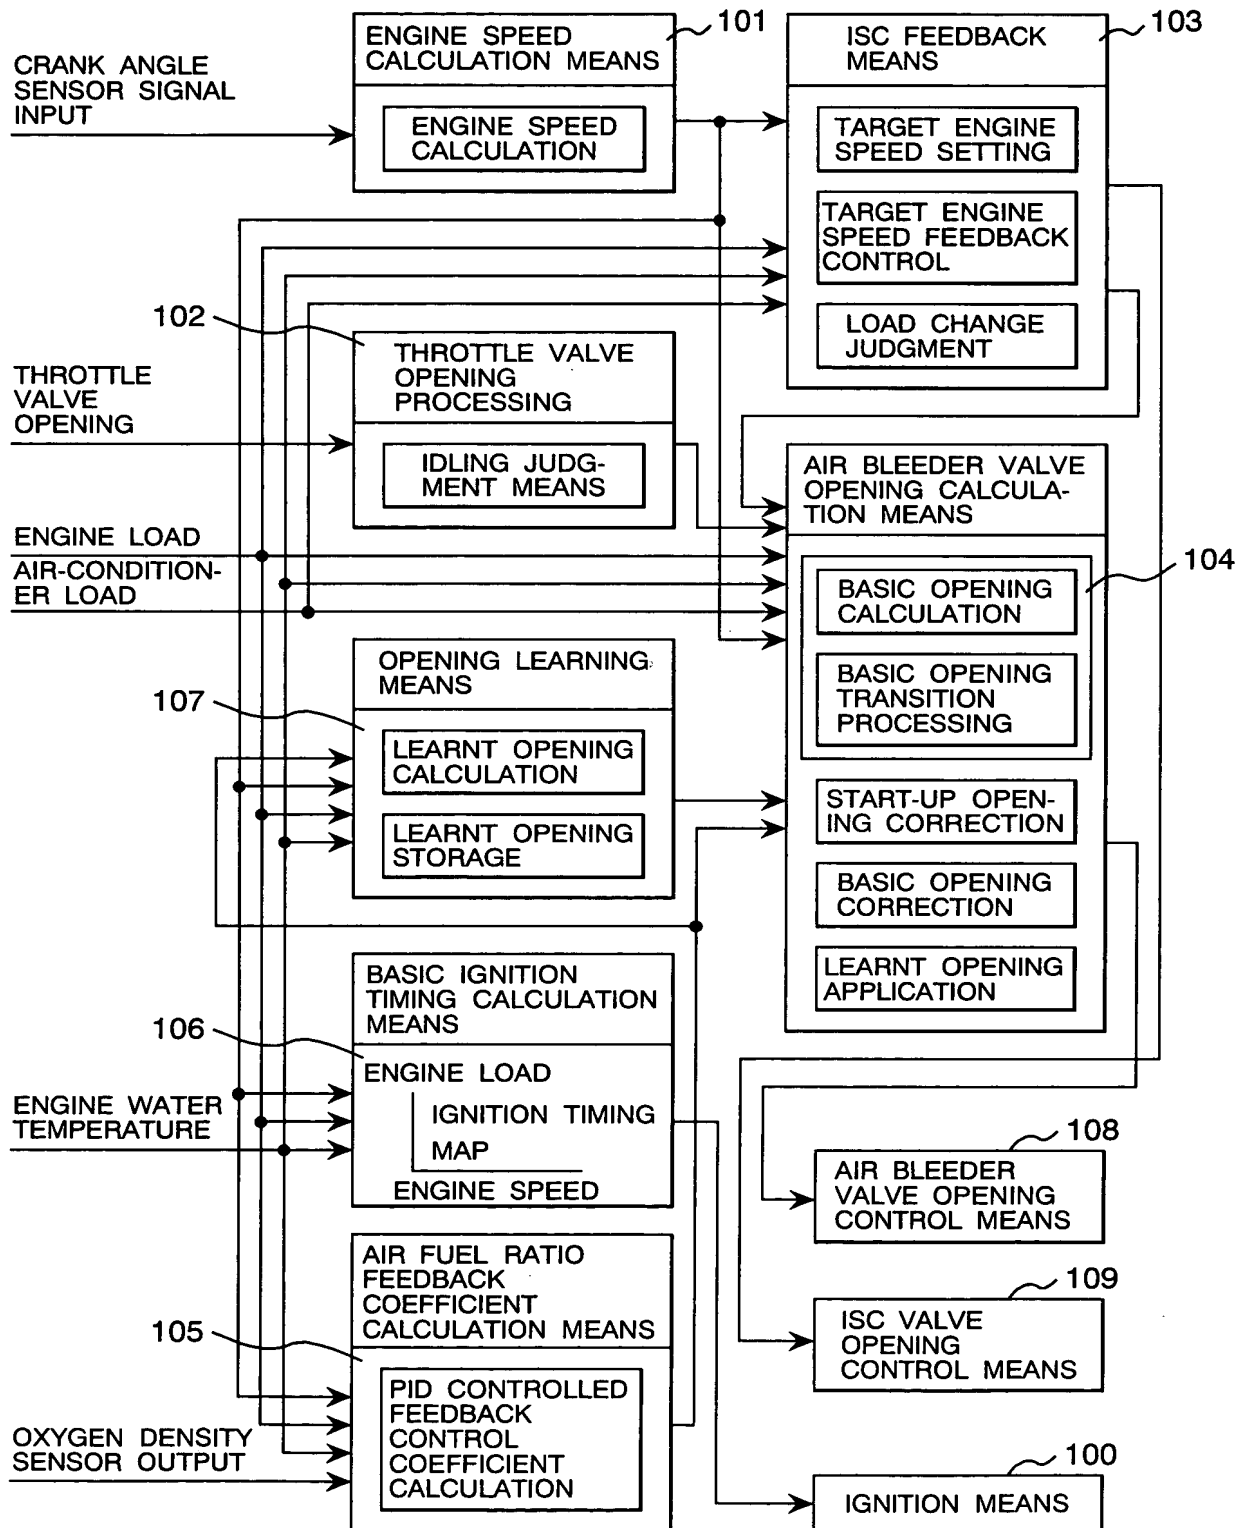 ENGINE SPEED
CALCULATION MEANS
101
ENGINE SPEED
CALCULATION
CRANK ANGLE
SENSOR SIGNAL
INPUT
ISC FEEDBACK
MEANS
103
TARGET ENGINE
SPEED SETTING
TARGET ENGINE
SPEED FEEDBACK
CONTROL
LOAD CHANGE
JUDGMENT
102
THROTTLE VALVE
OPENING
PROCESSING
IDLING JUDG-
MENT MEANS
THROTTLE
VALVE
OPENING
ENGINE LOAD
AIR-CONDITION-
ER LOAD
AIR BLEEDER VALVE
OPENING CALCULA-
TION MEANS
104
BASIC OPENING
CALCULATION
BASIC OPENING
TRANSITION
PROCESSING
START-UP OPEN-
ING CORRECTION
BASIC OPENING
CORRECTION
LEARNT OPENING
APPLICATION
OPENING LEARNING
MEANS
107
LEARNT OPENING
CALCULATION
LEARNT OPENING
STORAGE
BASIC IGNITION
TIMING CALCULATION
MEANS
106
ENGINE LOAD
IGNITION TIMING
MAP
ENGINE SPEED
ENGINE WATER
TEMPERATURE
108
AIR BLEEDER
VALVE OPENING
CONTROL MEANS
AIR FUEL RATIO
FEEDBACK
COEFFICIENT
CALCULATION MEANS
105
PID CONTROLLED
FEEDBACK
CONTROL
COEFFICIENT
CALCULATION
OXYGEN DENSITY
SENSOR OUTPUT
109
ISC VALVE
OPENING
CONTROL MEANS
100
IGNITION MEANS